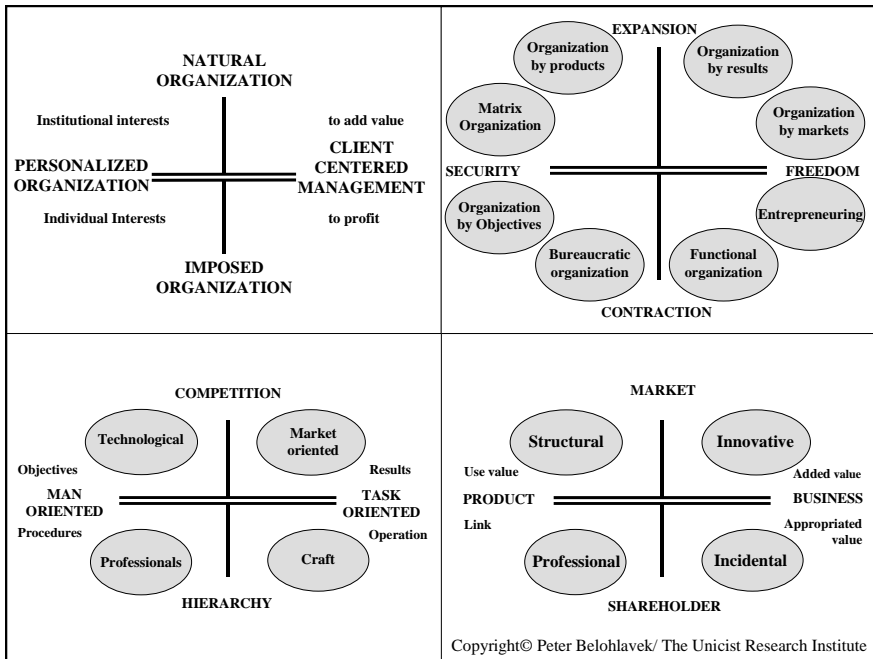 NATURAL
ORGANIZATION
Institutional interests
to add value
PERSONALIZED
ORGANIZATION
CLIENT
CENTERED
MANAGEMENT
Individual Interests
to profit
IMPOSED
ORGANIZATION
EXPANSION
Organization
by products
Organization
by results
Matrix
Organization
Organization
by markets
SECURITY
FREEDOM
Organization
by Objectives
Entrepreneuring
Bureaucratic
organization
Functional
organization
CONTRACTION
COMPETITION
Technological
Market
oriented
Objectives
Results
MAN
ORIENTED
TASK
ORIENTED
Procedures
Operation
Professionals
Craft
HIERARCHY
MARKET
Structural
Innovative
Use value
Added value
PRODUCT
BUSINESS
Link
Appropriated
value
Professional
Incidental
SHAREHOLDER
Copyright© Peter Belohlavek/ The Unicist Research Institute